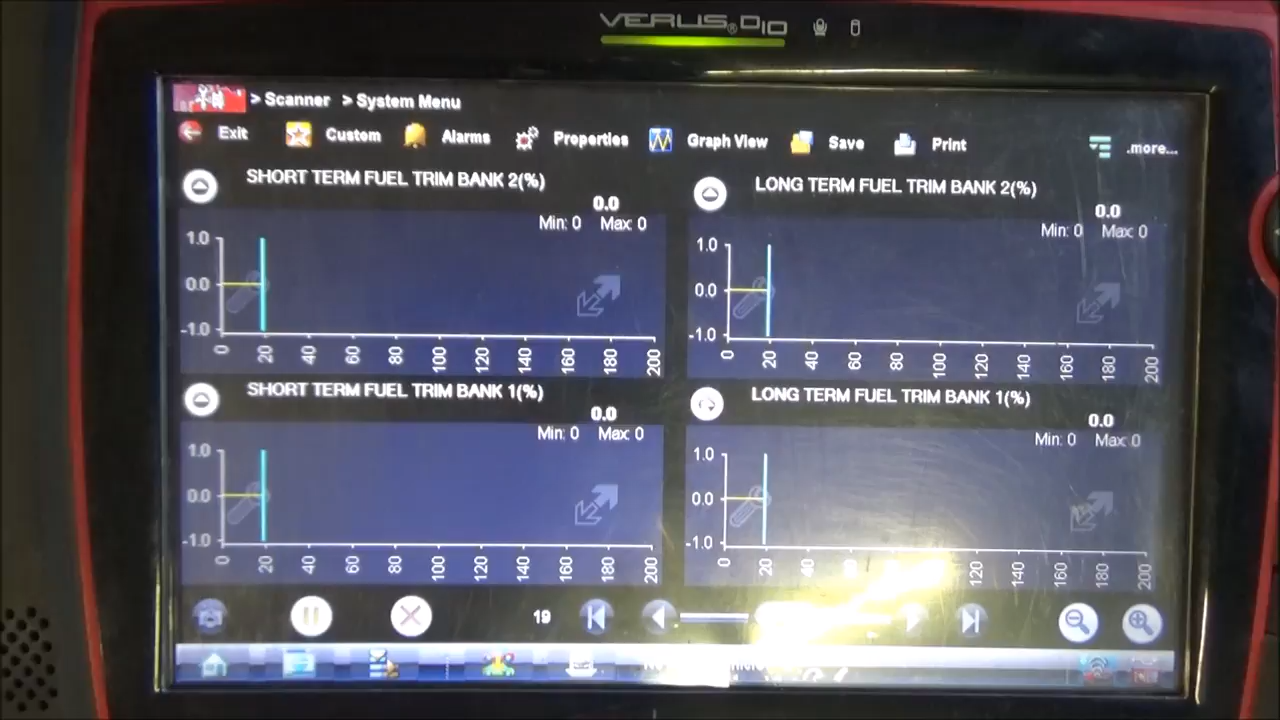 VERUS® D10
> Scanner > System Menu
Exit Custom Alarms Properties Graph View Save Print .more...
SHORT TERM FUEL TRIM BANK 2(%)
0.0
Min: 0 Max: 0
1.0
0.0
-1.0
0 20 40 60 80 100 120 140 160 180 200
LONG TERM FUEL TRIM BANK 2(%)
0.0
Min: 0 Max: 0
1.0
0.0
-1.0
0 20 40 60 80 100 120 140 160 180 200
SHORT TERM FUEL TRIM BANK 1(%)
0.0
Min: 0 Max: 0
1.0
0.0
-1.0
0 20 40 60 80 100 120 140 160 180 200
LONG TERM FUEL TRIM BANK 1(%)
0.0
Min: 0 Max: 0
1.0
0.0
-1.0
0 20 40 60 80 120 140 160 180 200
19